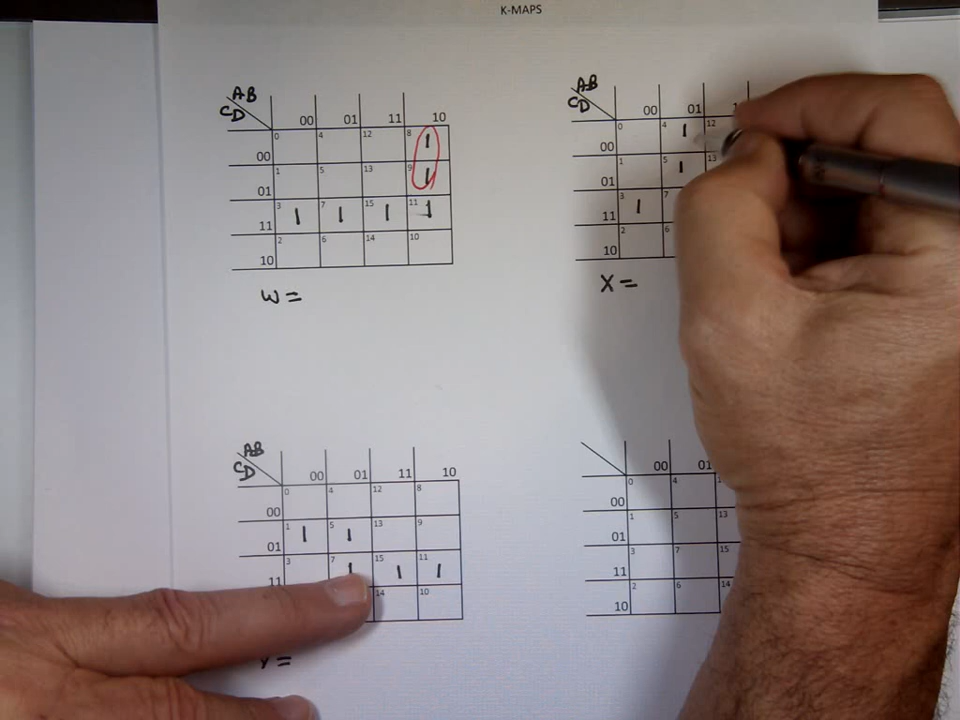 K-MAPS
AB
CD
00 01 11 10
0 4 12 8
1
00
1 5 13 9
1
01
3 7 15 11
1 1 1 1
11
2 6 14 10
10
W=
AB
CD
00 01
0 4 12
1
00
1 5 13
1
01
3 7
1
11
2 6
10
X=
AB
CD
00 01 11 10
0 4 12 8
00
1 5 13 9
1 1
01
3 7 15 11
1 1 1
11
14 10
Y=
00 01
0 4
00
1 5 13
01
3 7 15
11
2 6 14
10